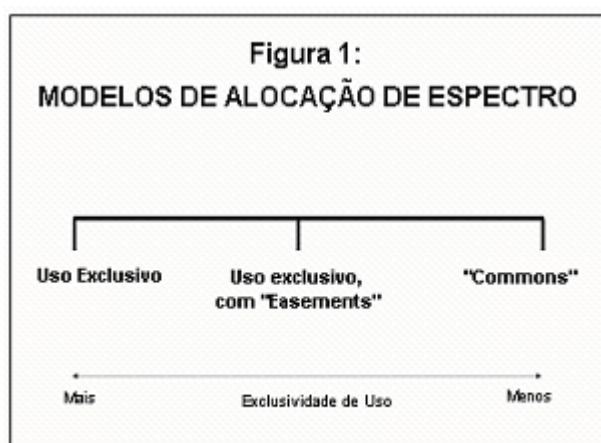 Figura 1:
MODELOS DE ALOCAÇÃO DE ESPECTRO
Uso Exclusivo
Uso exclusivo,
com "Easements"
"Commons"
Mais
Exclusividade de Uso
Menos